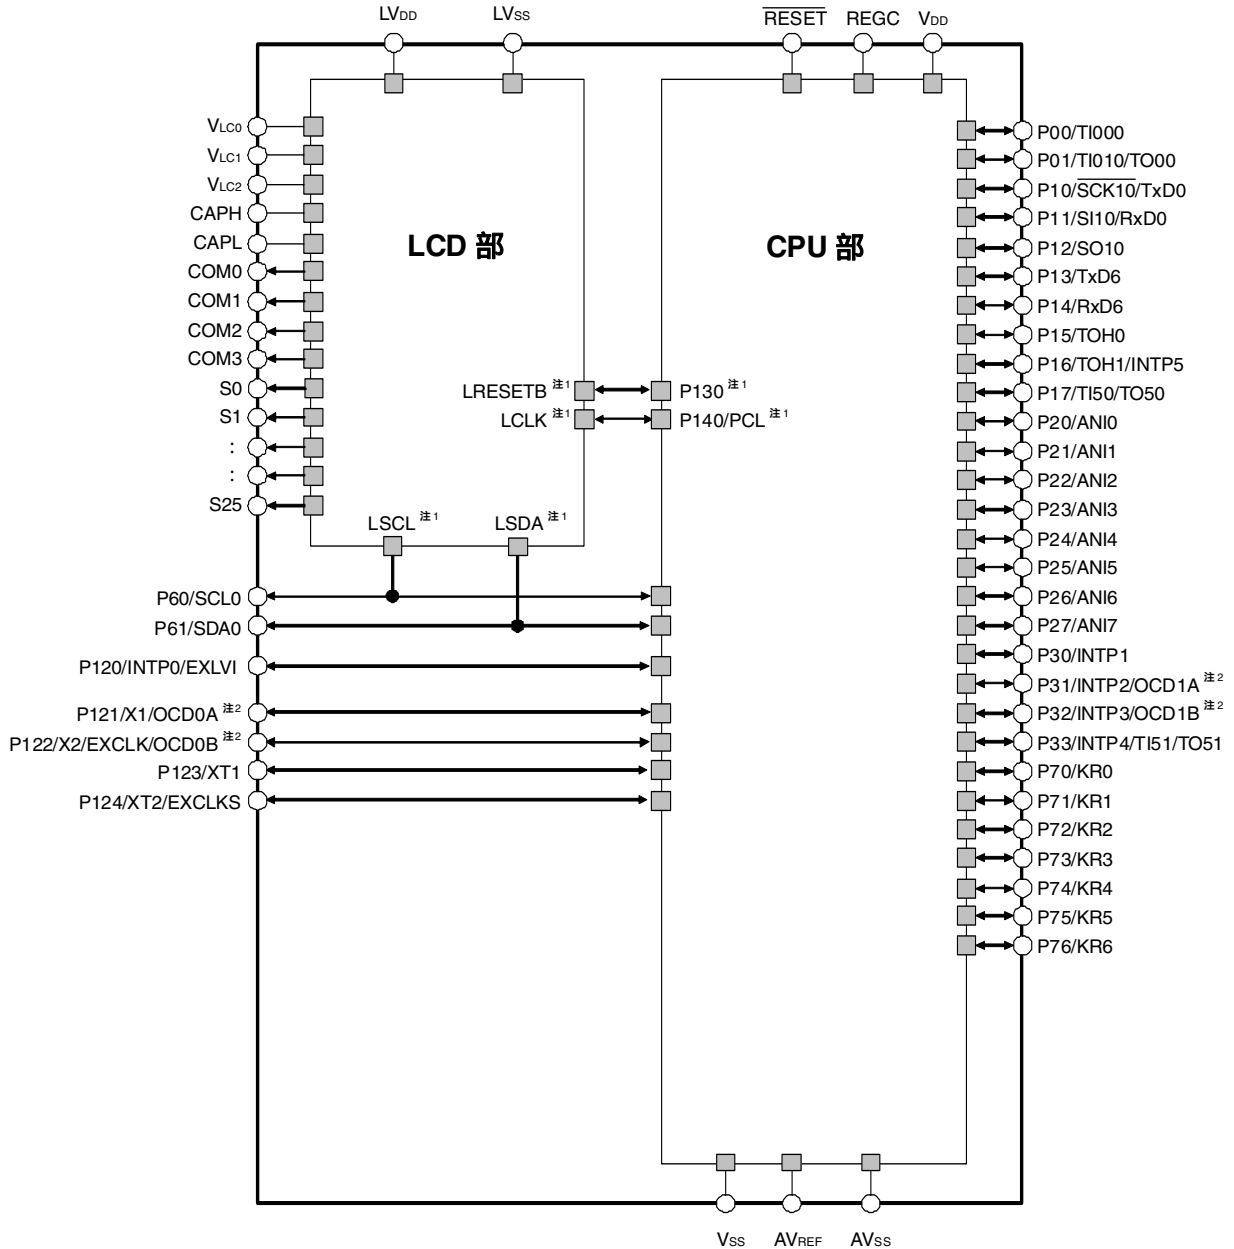 LVDD
LVSS
RESET
REGC
VDD
VLC0
VLC1
VLC2
CAPH
CAPL
COM0
COM1
COM2
COM3
S0
S1
:
:
S25
LCD 部
CPU 部
LRESETB 注1
LCLK 注1
P130 注1
P140/PCL 注1
LSCL 注1
LSDA 注1
P60/SCL0
P61/SDA0
P120/INTP0/EXLVI
P121/X1/OCD0A 注2
P122/X2/EXCLK/OCD0B 注2
P123/XT1
P124/XT2/EXCLKS
P00/TI000
P01/TI010/TO00
P10/SCK10/TxD0
P11/SI10/RxD0
P12/SO10
P13/TxD6
P14/RxD6
P15/TOH0
P16/TOH1/INTP5
P17/TI50/TO50
P20/ANI0
P21/ANI1
P22/ANI2
P23/ANI3
P24/ANI4
P25/ANI5
P26/ANI6
P27/ANI7
P30/INTP1
P31/INTP2/OCD1A 注2
P32/INTP3/OCD1B 注2
P33/INTP4/TI51/TO51
P70/KR0
P71/KR1
P72/KR2
P73/KR3
P74/KR4
P75/KR5
P76/KR6
VSS
AVREF
AVSS